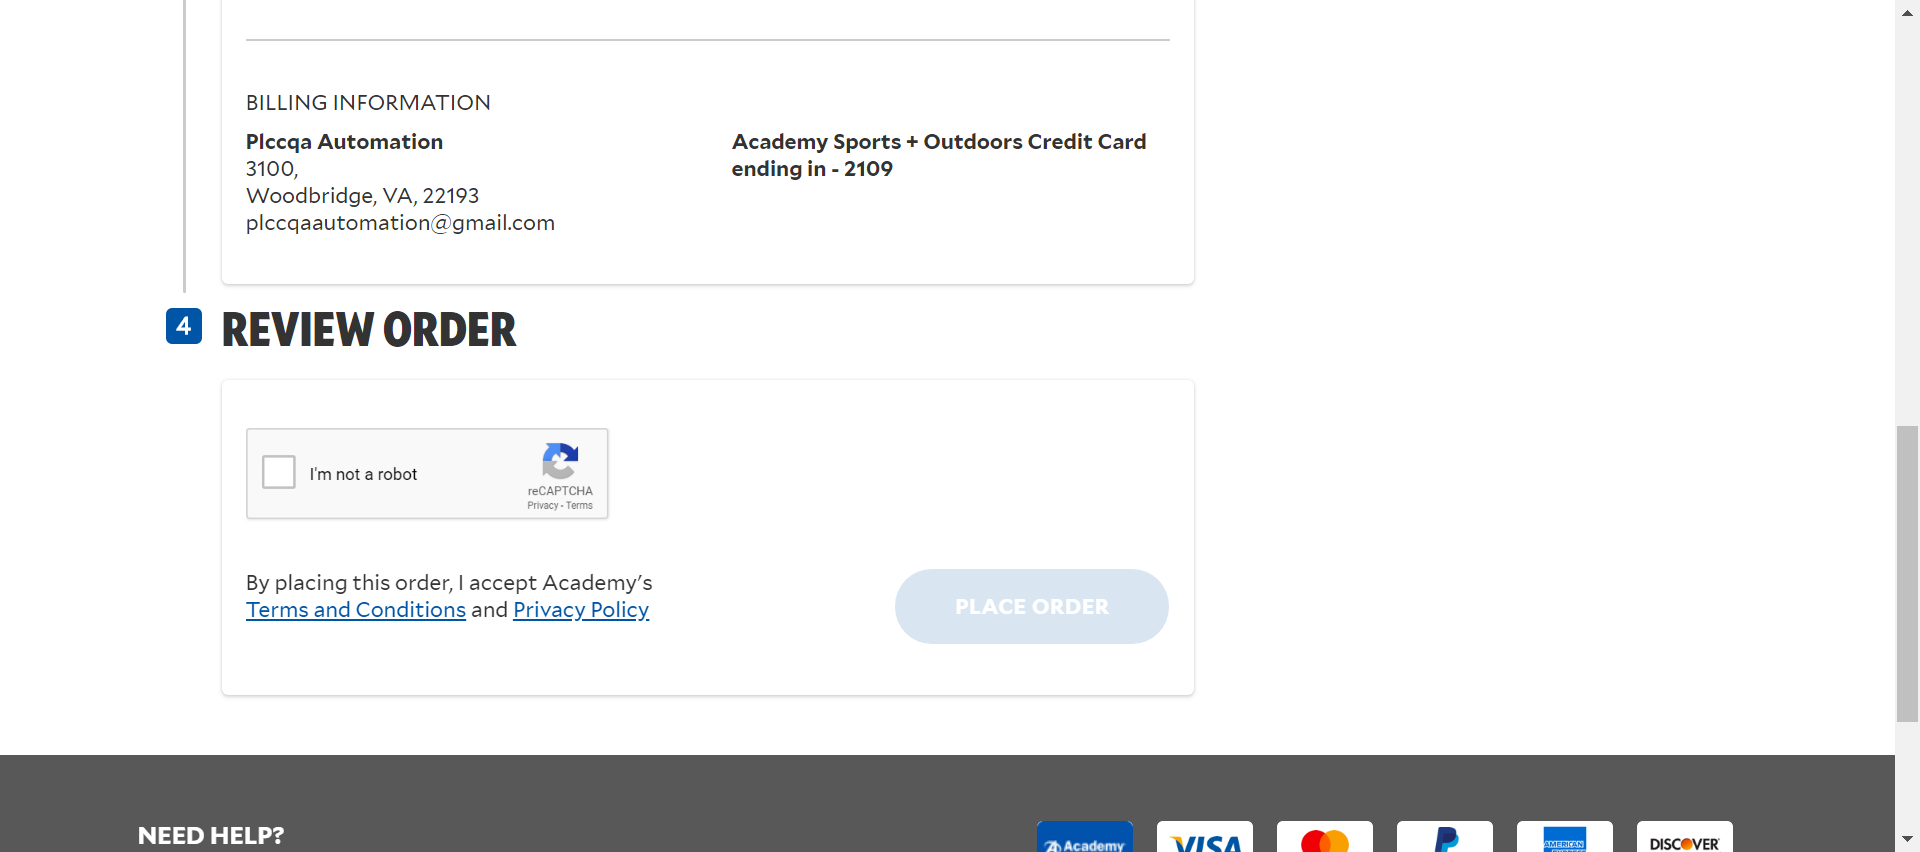 BILLING INFORMATION
Plccqa Automation
3100,
Woodbridge, VA, 22193
plccqaautomation@gmail.com
Academy Sports + Outdoors Credit Card
ending in - 2109
4 REVIEW ORDER
I'm not a robot
reCAPTCHA
Privacy - Terms
By placing this order, I accept Academy's
Terms and Conditions and Privacy Policy
PLACE ORDER
NEED HELP?
Academy
VISA
AMERICAN
DISCOVER